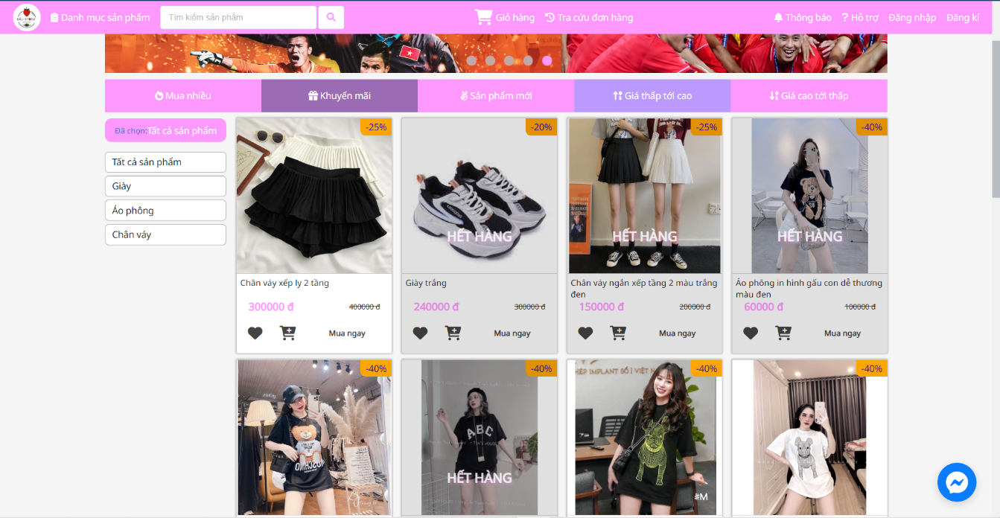 Danh mục sản phẩm
Tìm kiếm sản phẩm
Giỏ hàng
Tra cứu đơn hàng
Thông báo
Hỗ trợ
Đăng nhập
Đăng kí
Mua nhiều
Khuyến mãi
Sản phẩm mới
Giá thấp tới cao
Giá cao tới thấp
Đã chọn:Tất cả sản phẩm
Tất cả sản phẩm
Giày
Áo phông
Chân váy
-25%
Chân váy xếp ly 2 tầng
300000 đ 400000 đ
Mua ngay
-20%
HẾT HÀNG
Giày trắng
240000 đ 300000 đ
Mua ngay
-25%
HẾT HÀNG
Chân váy ngắn xếp tầng 2 màu trắng
đen
150000 đ 200000 đ
Mua ngay
-40%
HẾT HÀNG
Áo phông in hình gấu con dễ thương
màu đen
60000 đ 100000 đ
Mua ngay
-40%
MOSCHINO
-40%
ABC
HẾT HÀNG
-40%
HÉP IMPLANT SỐ 1 VIỆT N
#M
-40%